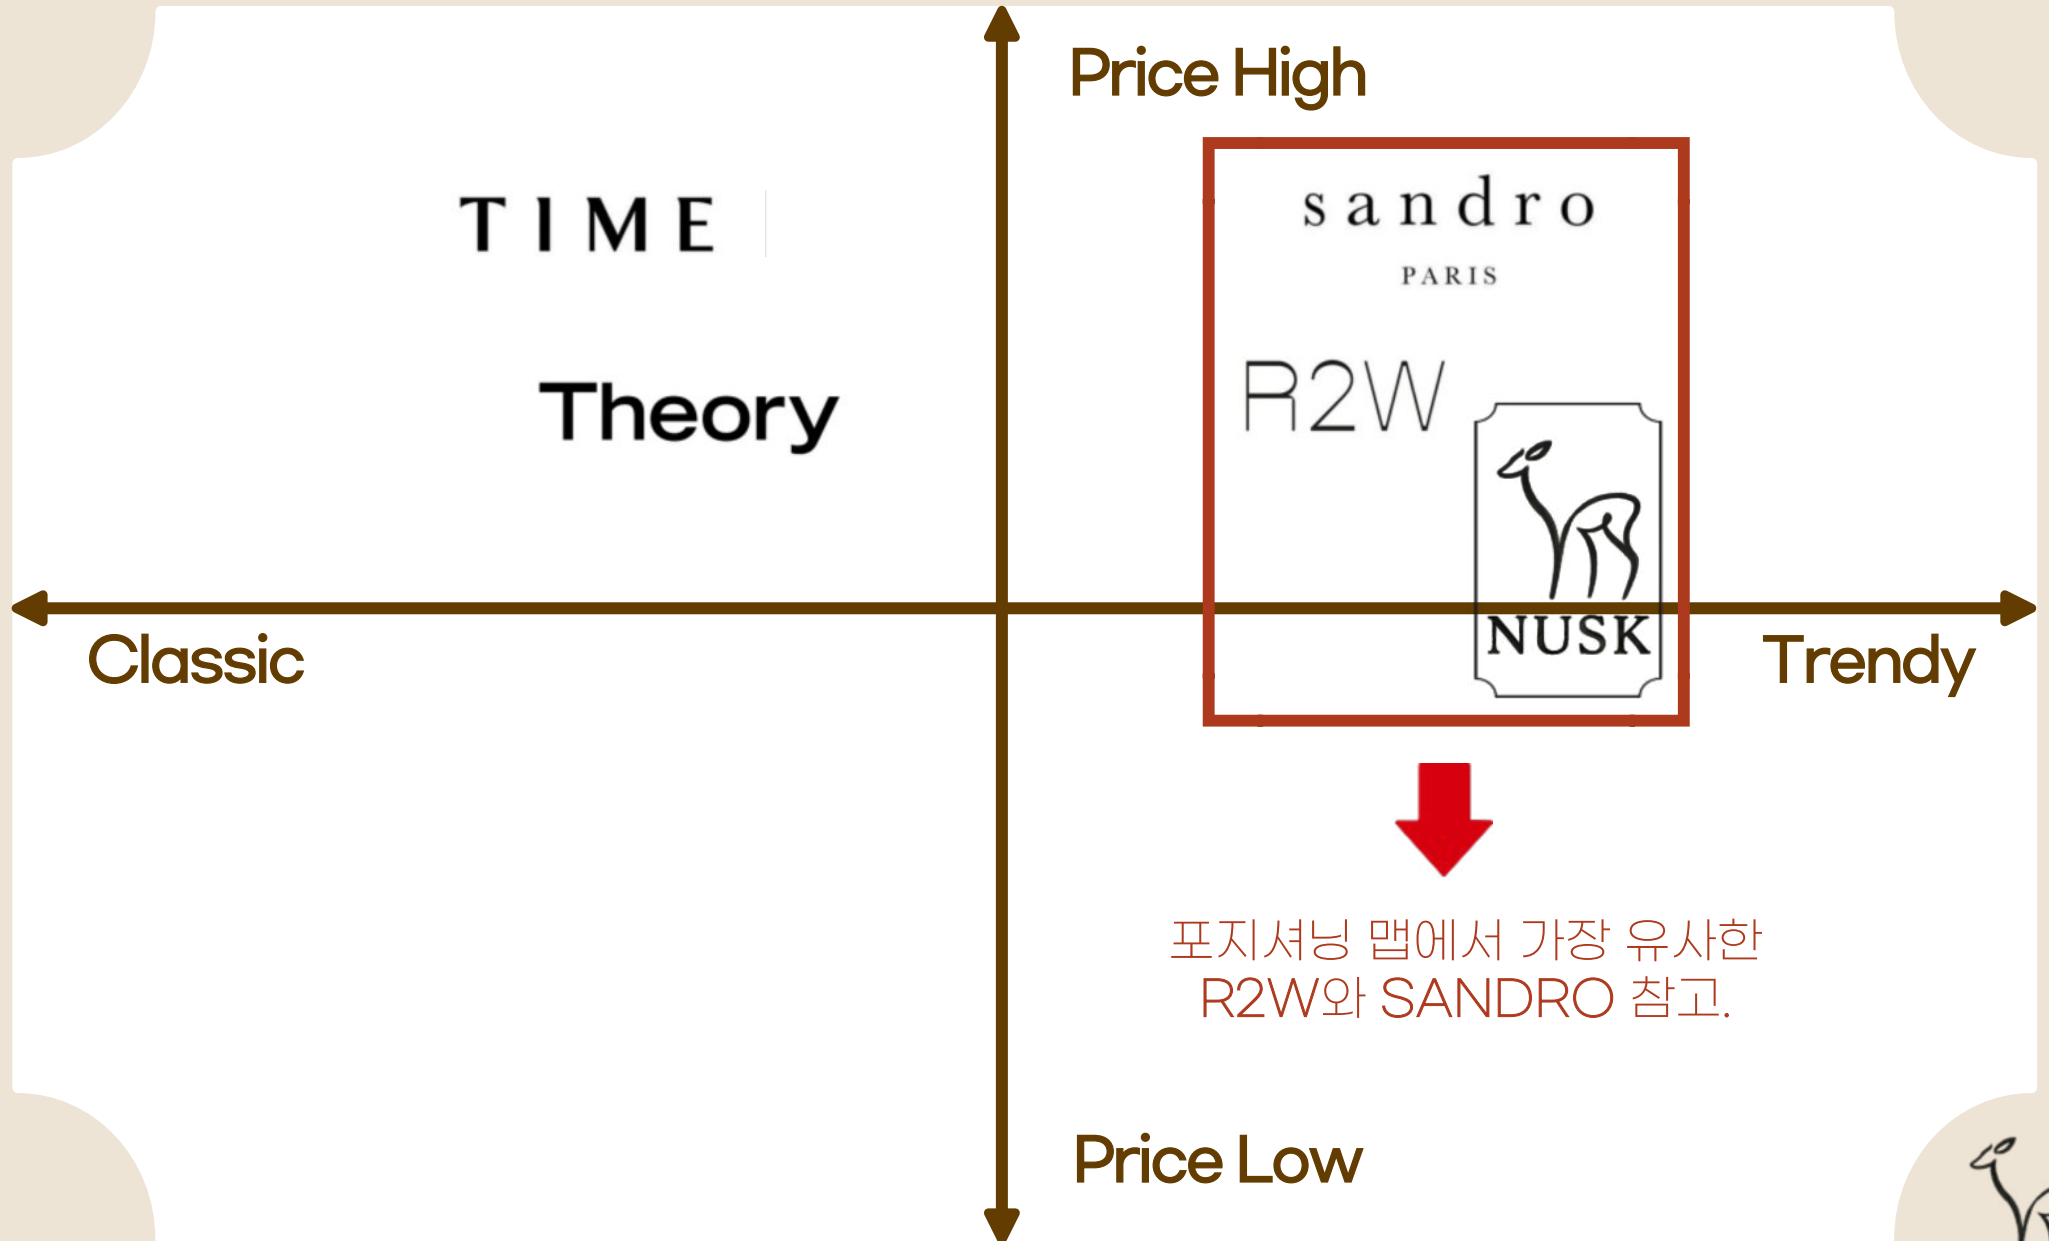 Price High
TIME
sandro
PARIS
Theory
R2W
NUSK
Classic
Trendy
포지셔닝 맵에서 가장 유사한
R2W와 SANDRO 참고.
Price Low